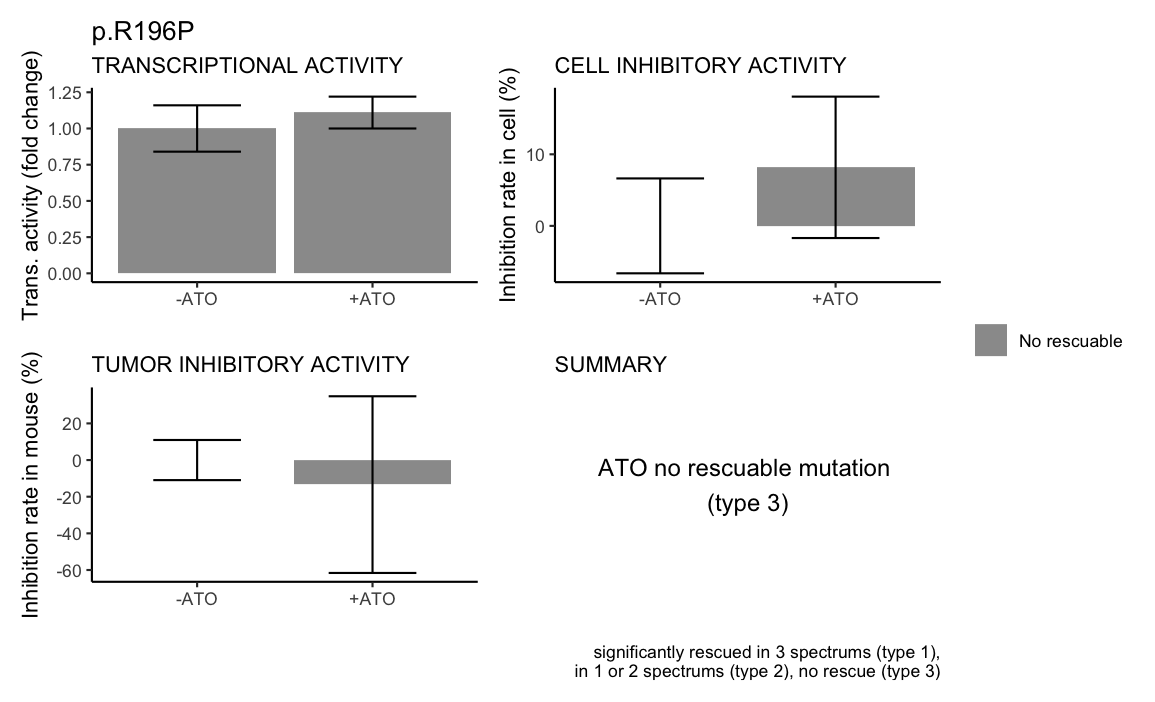 p.R196P
TRANSCRIPTIONAL ACTIVITY
Trans. activity (fold change)
1.25
1.00
0.75
0.50
0.25
0.00
-ATO
+ATO
CELL INHIBITORY ACTIVITY
Inhibition rate in cell (%)
10
0
-ATO
+ATO
No rescuable
TUMOR INHIBITORY ACTIVITY
Inhibition rate in mouse (%)
20
0
-20
-40
-60
-ATO
+ATO
SUMMARY
ATO no rescuable mutation
(type 3)
significantly rescued in 3 spectrums (type 1),
in 1 or 2 spectrums (type 2), no rescue (type 3)